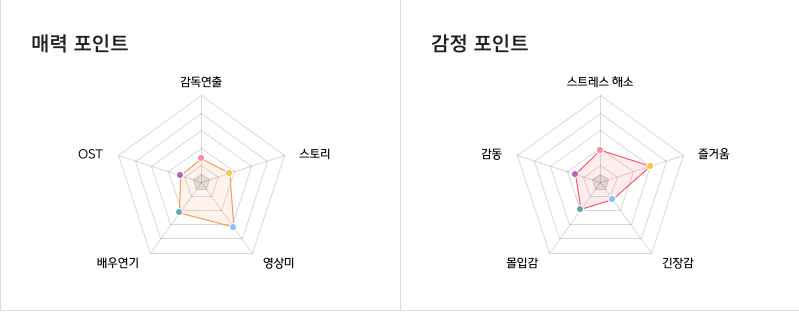 매력 포인트
감독연출
OST
스토리
배우연기
영상미
감정 포인트
스트레스 해소
감동
즐거움
몰입감
긴장감